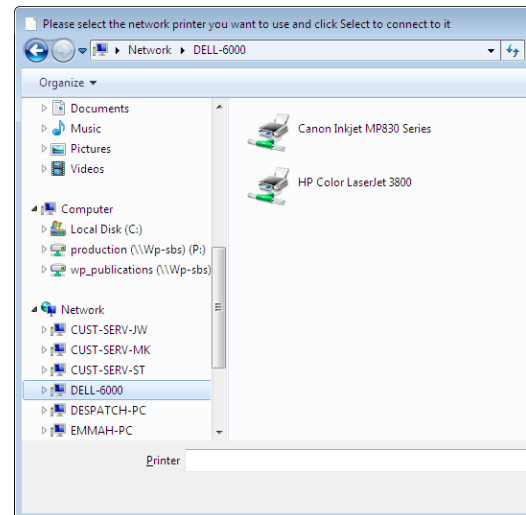 Please select the network printer you want to use and click Select to connect to it
Network DELL-6000
Organize
Documents
Music
Pictures
Videos
Computer
Local Disk (C:)
production (\\Wp-sbs) (P:)
wp_publications (\\Wp-sbs)
Network
CUST-SERV-JW
CUST-SERV-MK
CUST-SERV-ST
DELL-6000
DESPATCH-PC
EMMAH-PC
Canon Inkjet MP830 Series
HP Color LaserJet 3800
Printer